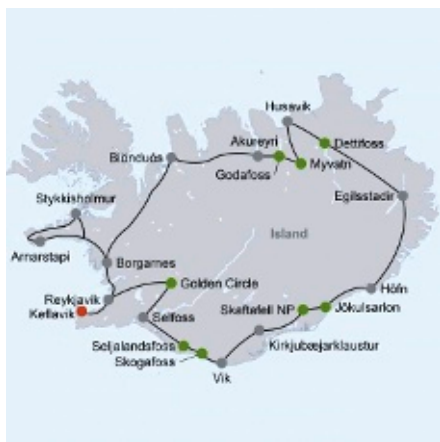 Husavik
Akureyri
Dettifoss
Blönduós
Godafoss
Myvatn
Stykkisholmur
Egilsstadir
Arnarstapi
Island
Borgarnes
Golden Circle
Höfn
Reykjavik
Skaftafell NP
Jökulsarlon
Keflavik
Selfoss
Kirkjubæjarklaustur
Seljalandsfoss
Skogafoss
Vik